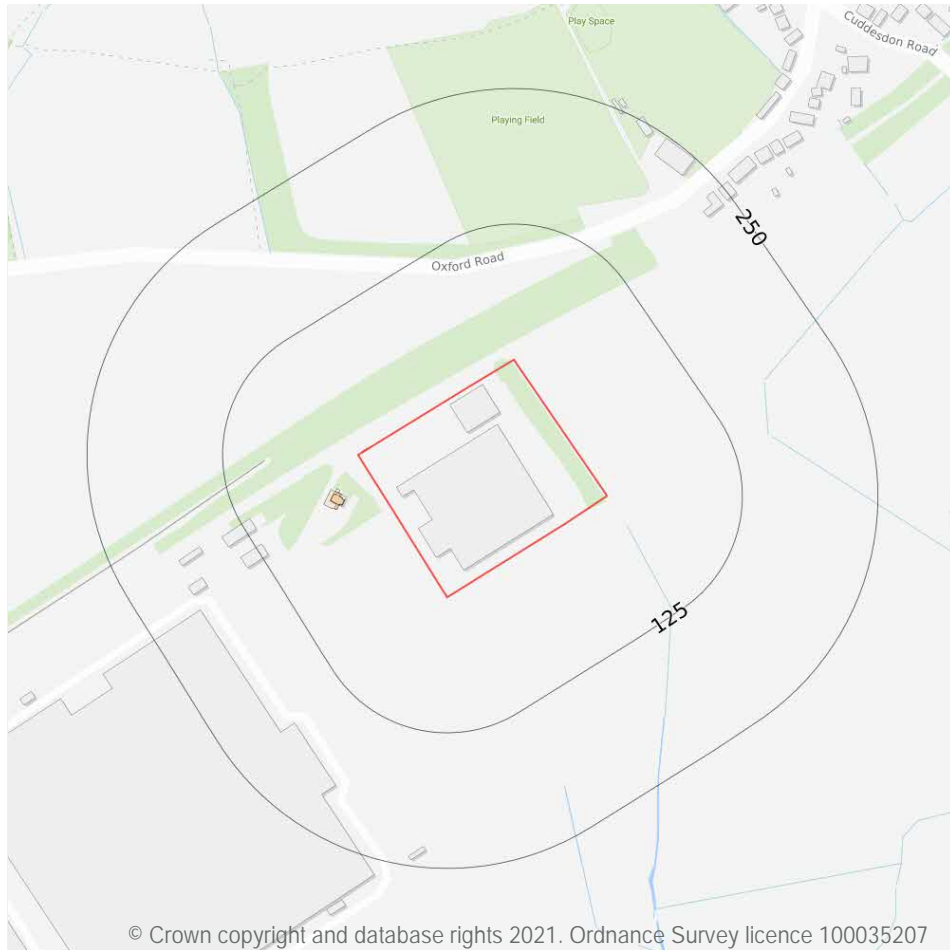 Play Space
Cuddesdon Road
Playing Field
250
Oxford Road
125
© Crown copyright and database rights 2021. Ordnance Survey licence 100035207